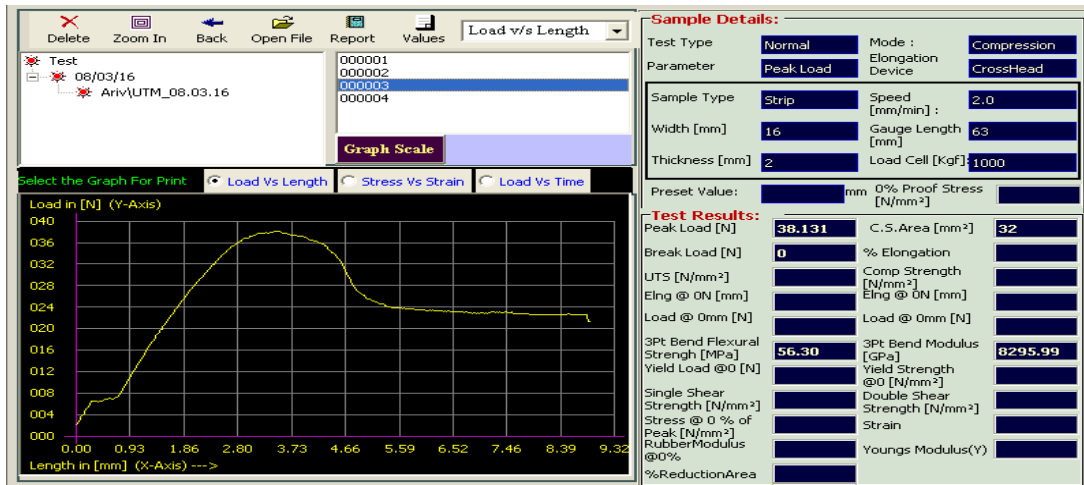 Delete Zoom In Back Open File Report Values Load v/s Length
Test
08/03/16
Ariv\UTM_08.03.16
000001
000002
000003
000004
Graph Scale
Select the Graph For Print Load Vs Length Stress Vs Strain Load Vs Time
Load in [N] (Y-Axis)
040
036
032
028
024
020
016
012
008
004
000
0.00 0.93 1.86 2.80 3.73 4.66 5.59 6.52 7.46 8.39 9.32
Length in [mm] (X-Axis) --->
Sample Details:
Test Type Normal Mode : Compression
Parameter Peak Load Elongation Device CrossHead
Sample Type Strip Speed [mm/min] : 2.0
Width [mm] 16 Gauge Length [mm] 63
Thickness [mm] 2 Load Cell [Kgf]: 1000
Preset Value: mm 0% Proof Stress [N/mm²]
Test Results:
Peak Load [N] 38.131 C.S.Area [mm²] 32
Break Load [N] 0 % Elongation
UTS [N/mm²] Comp Strength [N/mm²]
Elng @ 0N [mm] Elng @ 0N [mm]
Load @ 0mm [N] Load @ 0mm [N]
3Pt Bend Flexural Strengh [MPa] 56.30 3Pt Bend Modulus [GPa] 8295.99
Yield Load @0 [N] Yield Strength @0 [N/mm²]
Single Shear Strength [N/mm²] Double Shear Strength [N/mm²]
Stress @ 0 % of Peak [N/mm²] Strain
RubberModulus @0% Youngs Modulus(Y)
%ReductionArea